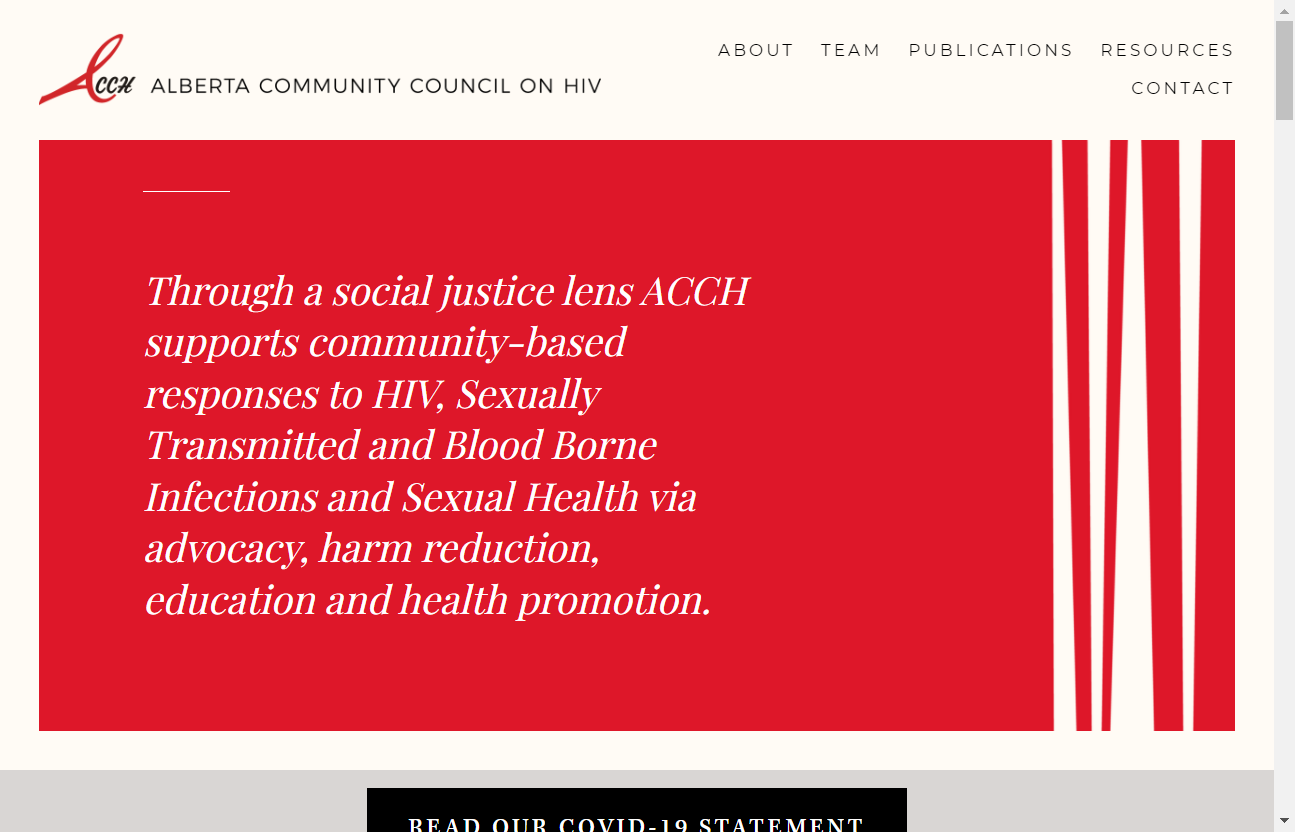 ACCH ALBERTA COMMUNITY COUNCIL ON HIV
ABOUT TEAM PUBLICATIONS RESOURCES
CONTACT
Through a social justice lens ACCH
supports community-based
responses to HIV, Sexually
Transmitted and Blood Borne
Infections and Sexual Health via
advocacy, harm reduction,
education and health promotion.
READ OUR COVID-19 STATEMENT